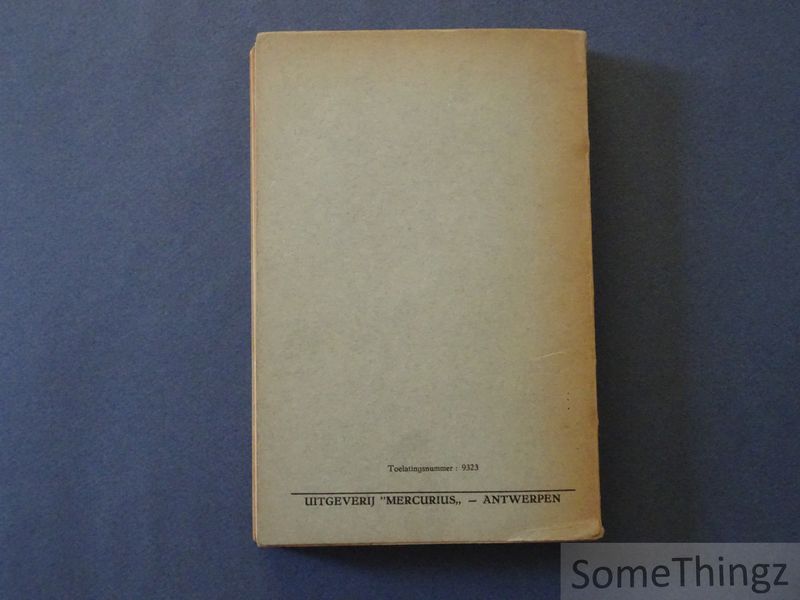 Toelatingsnummer : 9323
UITGEVERIJ "MERCURIUS„ — ANTWERPEN
SomeThingz